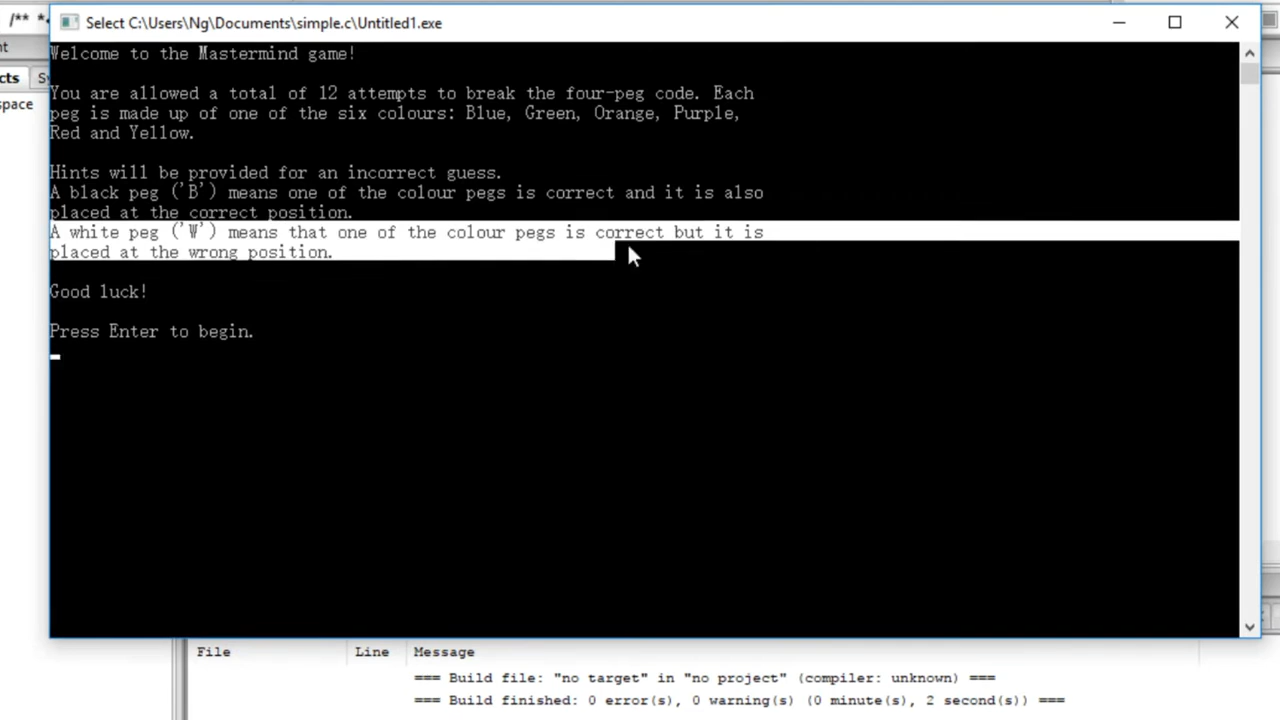 /** *
Select C:\Users\Ng\Documents\simple.c\Untitled1.exe
nt
cts
Sy
space
Welcome to the Mastermind game!
You are allowed a total of 12 attempts to break the four-peg code. Each
peg is made up of one of the six colours: Blue, Green, Orange, Purple,
Red and Yellow.
Hints will be provided for an incorrect guess.
A black peg ('B') means one of the colour pegs is correct and it is also
placed at the correct position.
A white peg ('W') means that one of the colour pegs is correct but it is
placed at the wrong position.
Good luck!
Press Enter to begin.
File Line Message
=== Build file: "no target" in "no project" (compiler: unknown) ===
=== Build finished: 0 error(s), 0 warning(s) (0 minute(s), 2 second(s)) ===